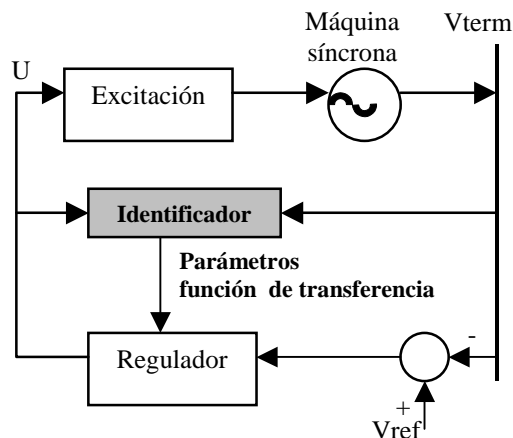 Máquina
síncrona
Vterm
U
Excitación
Identificador
Parámetros
función de transferencia
Regulador
-
+
Vref